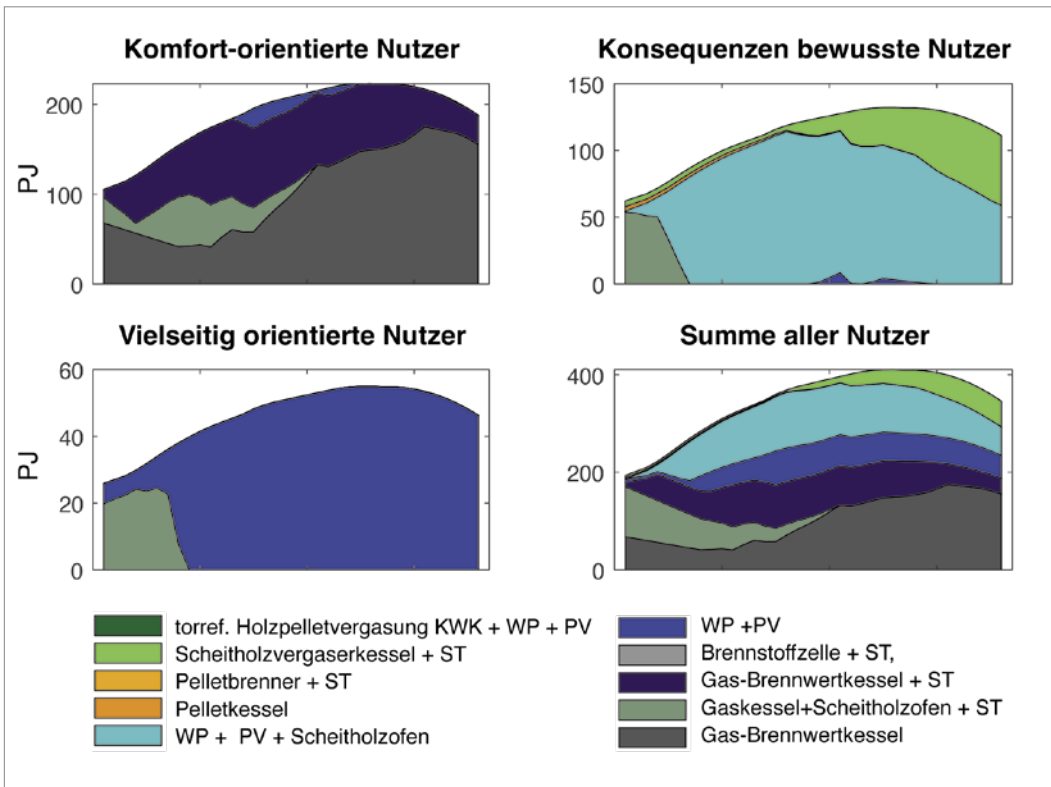 Komfort-orientierte Nutzer
PJ
200
100
0
Konsequenzen bewusste Nutzer
150
100
50
0
Vielseitig orientierte Nutzer
PJ
60
40
20
0
Summe aller Nutzer
400
200
0
torref. Holzpelletvergasung KWK + WP + PV
Scheitholzvergaserkessel + ST
Pelletbrenner + ST
Pelletkessel
WP + PV + Scheitholzofen
WP +PV
Brennstoffzelle + ST,
Gas-Brennwertkessel + ST
Gaskessel+Scheitholzofen + ST
Gas-Brennwertkessel